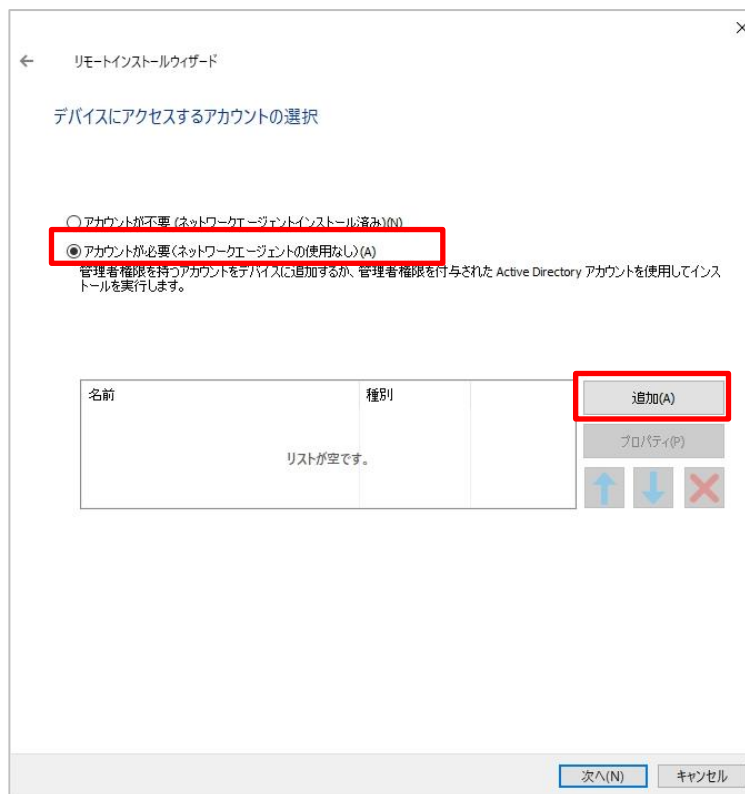 リモートインストールウィザード
デバイスにアクセスするアカウントの選択
アカウントが不要 (ネットワークエージェントインストール済み)(N)
アカウントが必要(ネットワークエージェントの使用なし)(A)
管理者権限を持つアカウントをデバイスに追加するか、管理者権限を付与された Active Directory アカウントを使用してインス
トールを実行します。
名前 種別
追加(A)
プロパティ(P)
リストが空です。
次へ(N) キャンセル